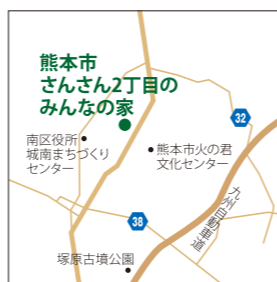 熊本市
さんさん2丁目の
みんなの家
32
南区役所
城南まちづくり
センター
熊本市火の君
文化センター
九州自動車道
38
塚原古墳公園